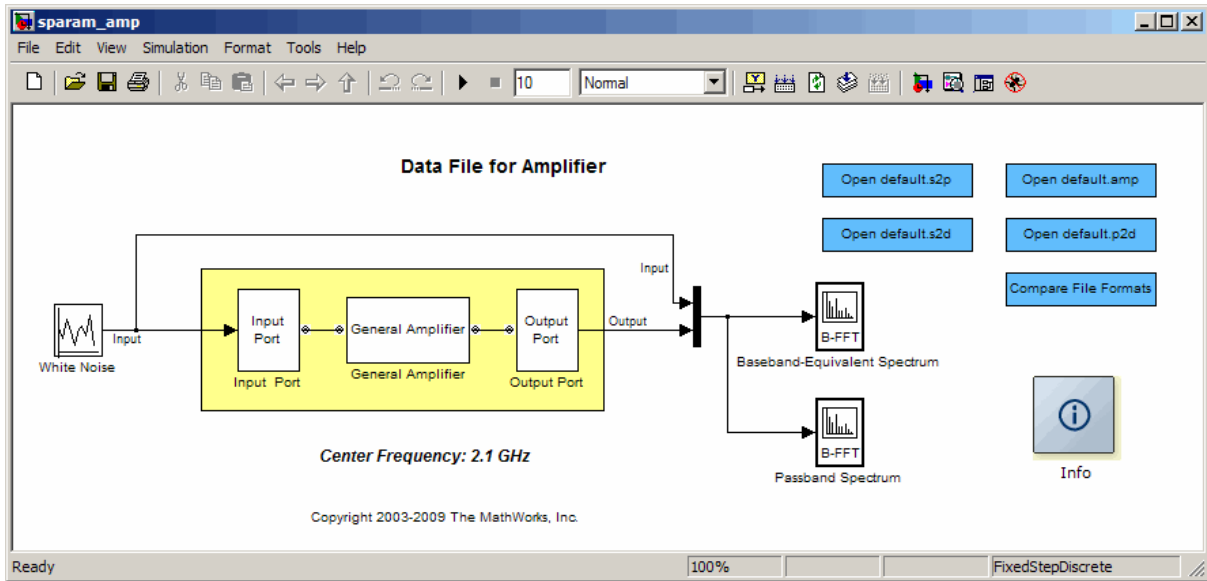 sparam_amp
File Edit View Simulation Format Tools Help
10 Normal
Data File for Amplifier
Open default.s2p
Open default.amp
Open default.s2d
Open default.p2d
Compare File Formats
Input
Input
Port
General Amplifier
Output
Port
Output
Input
White Noise
Input Port
General Amplifier
Output Port
B-FFT
Baseband-Equivalent Spectrum
B-FFT
Passband Spectrum
Info
Center Frequency: 2.1 GHz
Copyright 2003-2009 The MathWorks, Inc.
Ready
100%
FixedStepDiscrete